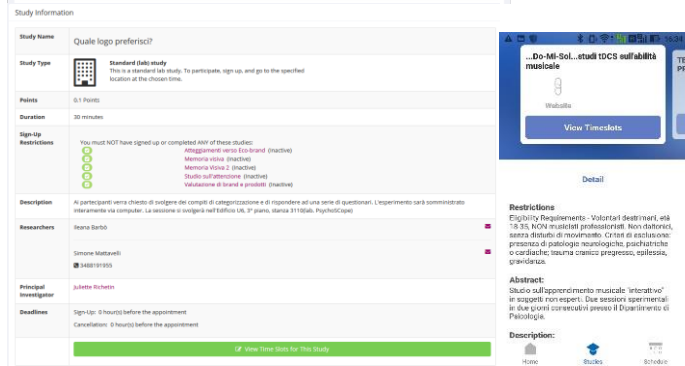 Study Information
Study Name
Quale logo preferisci?
Study Type
Standard (lab) study
This is a standard lab study. To participate, sign up, and go to the specified
location at the chosen time.
Points
0.1 Points
Duration
30 minutes
Sign-Up
Restrictions
You must NOT have signed up or completed ANY of these studies:
Atteggiamenti verso Eco-brand (inactive)
Memoria visiva (inactive)
Memoria Visiva 2 (inactive)
Studio sull'attenzione (inactive)
Valutazione di brand e prodotti (inactive)
Description
Ai partecipanti verrà chiesto di svolgere dei compiti di categorizzazione e di rispondere ad una serie di questionari. L'esperimento sarà somministrato
interamente via computer. La sessione si svolgerà nell'Edificio U6, 3° piano, stanza 3115(lab. PsychoSCope)
Researchers
Ileana Barbò
Simone Mattavelli
3488191955
Principal
Investigator
Juliette Richetin
Deadlines
Sign-Up: 0 hour(s) before the appointment
Cancellation: 0 hour(s) before the appointment
View Time Slots for This Study
16:34
...Do-Mi-Sol...studi tDCS sull'abilità
musicale
TE
PR
Website
View Timeslots
Detail
Restrictions
Eligibility Requirements - Volontari destrimani, età
18-35, NON musicisti professionisti. Non daltonici,
senza disturbi di movimento. Criteri di esclusione:
presenza di patologie neurologiche, psichiatriche
o cardiache; trauma cranico pregresso, epilessia,
gravidanza.
Abstract:
Studio sull'apprendimento musicale "interattivo"
in soggetti non esperti. Due sessioni sperimentali
in due giorni consecutivi presso il Dipartimento di
Psicologia.
Description:
Home
Studies
Schedule